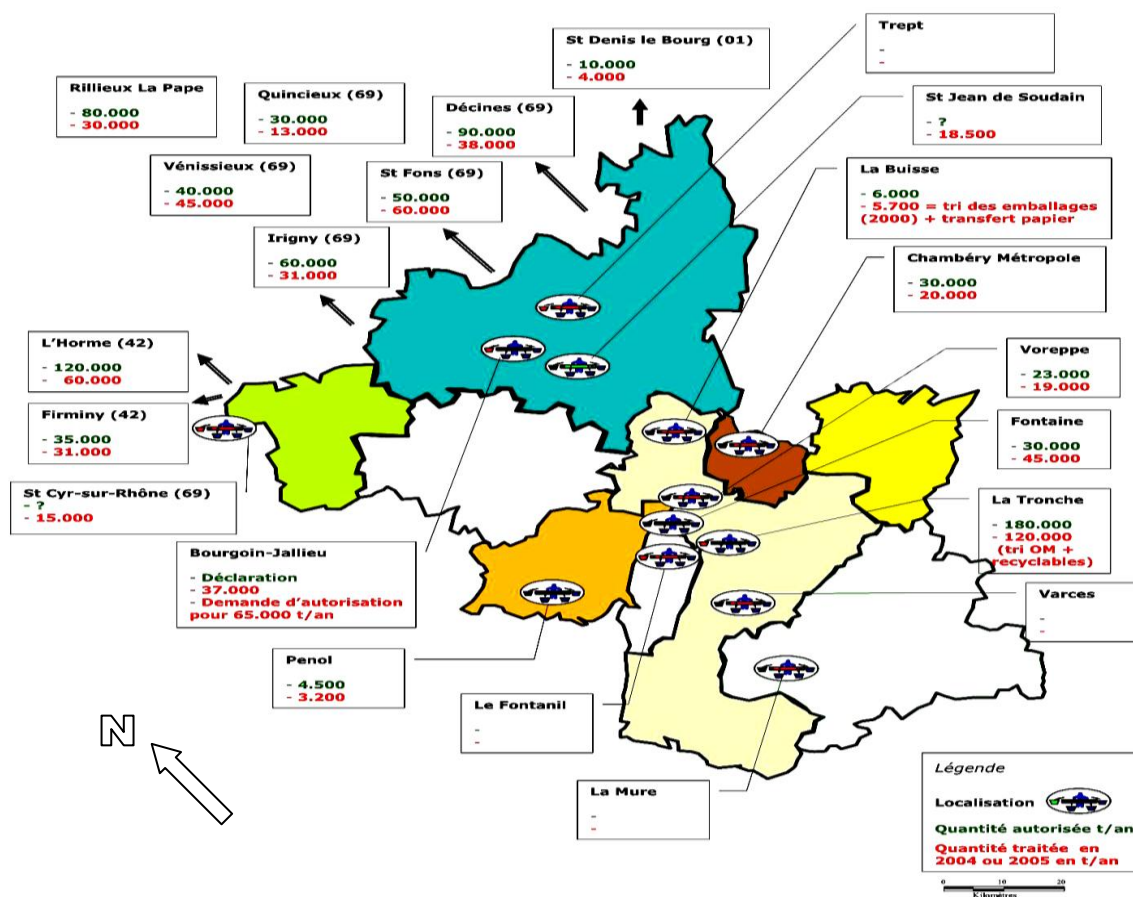 Trept
-
-
St Denis le Bourg (01)
- 10.000
- 4.000
Rillieux La Pape
- 80.000
- 30.000
Quincieux (69)
- 30.000
- 13.000
Décines (69)
- 90.000
- 38.000
St Jean de Soudain
- ?
- 18.500
Vénissieux (69)
- 40.000
- 45.000
St Fons (69)
- 50.000
- 60.000
La Buisse
- 6.000
- 5.700 = tri des emballages
(2000) + transfert papier
Irigny (69)
- 60.000
- 31.000
Chambéry Métropole
- 30.000
- 20.000
L'Horme (42)
- 120.000
- 60.000
Voreppe
- 23.000
- 19.000
Firminy (42)
- 35.000
- 31.000
Fontaine
- 30.000
- 45.000
St Cyr-sur-Rhône (69)
- ?
- 15.000
La Tronche
- 180.000
- 120.000
(tri OM +
recyclables)
Bourgoin-Jallieu
- Déclaration
- 37.000
- Demande d'autorisation
pour 65.000 t/an
Varces
-
-
Penol
- 4.500
- 3.200
Le Fontanil
-
-
N
La Mure
-
-
Légende
Localisation
Quantité autorisée t/an
Quantité traitée en
2004 ou 2005 en t/an
0 10 20
Kilomètres